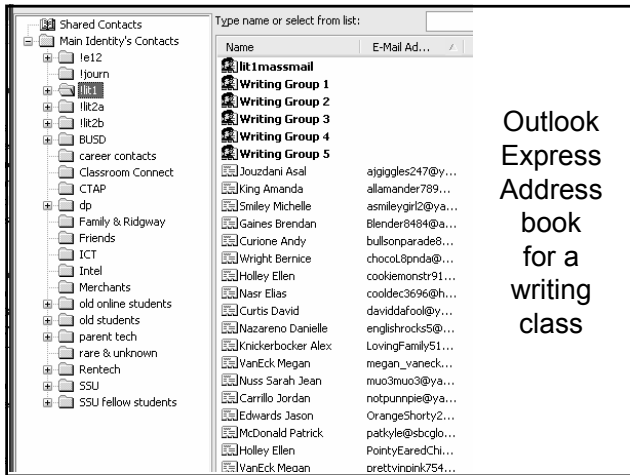 Shared Contacts
Main Identity's Contacts
!e12
!journ
!lit1
!lit2a
!lit2b
BUSD
career contacts
Classroom Connect
CTAP
dp
Family & Ridgway
Friends
ICT
Intel
Merchants
old online students
old students
parent tech
rare & unknown
Rentech
SSU
SSU fellow students
Type name or select from list:
Name E-Mail Ad...
lit1massmail
Writing Group 1
Writing Group 2
Writing Group 3
Writing Group 4
Writing Group 5
Jouzdani Asal ajgiggles247@y...
King Amanda allamander789...
Smiley Michelle asmileygirl2@ya...
Gaines Brendan Blender8484@a...
Curione Andy bullsonparade8...
Wright Bernice chocoL8pnda@...
Holley Ellen cookiemonstr91...
Nasr Elias cooldec3696@h...
Curtis David daviddafool@y...
Nazareno Danielle englishrocks5@...
Knickerbocker Alex LovingFamily51...
VanEck Megan megan_vaneck...
Nuss Sarah Jean muo3muo3@ya...
Carrillo Jordan notpunnpie@ya...
Edwards Jason OrangeShorty2...
McDonald Patrick patkyle@sbcglo...
Holley Ellen PointyEaredChi...
VanEck Megan prettyinpink754...
Outlook
Express
Address
book
for a
writing
class